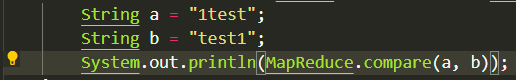 String a = "1test";
String b = "test1";
System.out.println(MapReduce.compare(a, b));